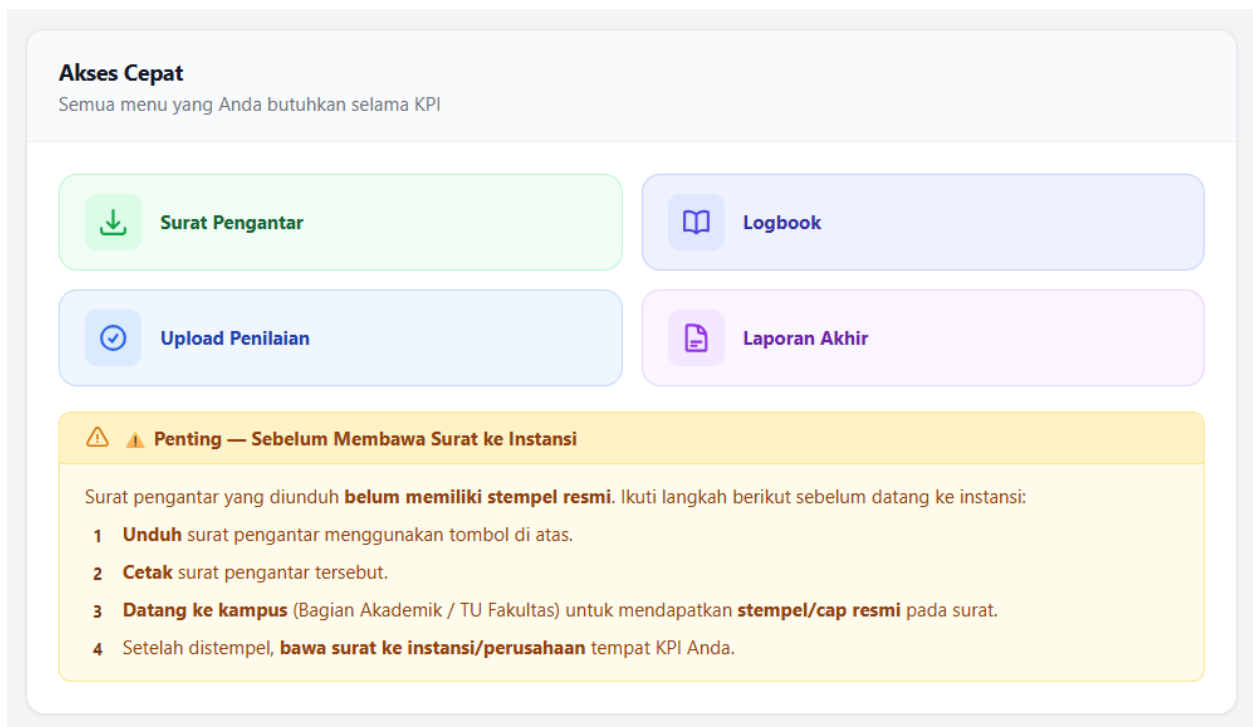 Akses Cepat
Semua menu yang Anda butuhkan selama KPI
Surat Pengantar
Logbook
Upload Penilaian
Laporan Akhir
⚠️ Penting — Sebelum Membawa Surat ke Instansi
Surat pengantar yang diunduh belum memiliki stempel resmi. Ikuti langkah berikut sebelum datang ke instansi:
1 Unduh surat pengantar menggunakan tombol di atas.
2 Cetak surat pengantar tersebut.
3 Datang ke kampus (Bagian Akademik / TU Fakultas) untuk mendapatkan stempel/cap resmi pada surat.
4 Setelah distempel, bawa surat ke instansi/perusahaan tempat KPI Anda.